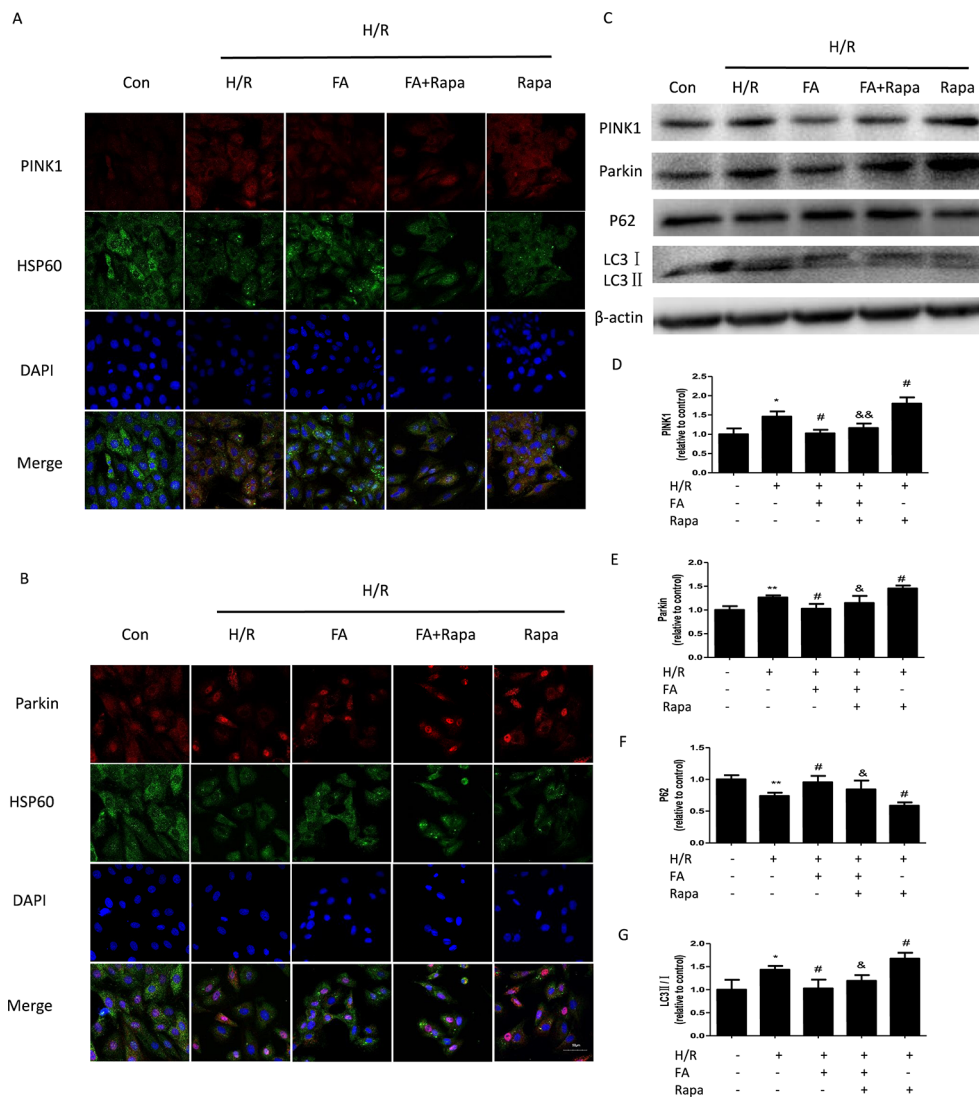 A
H/R
Con H/R FA FA+Rapa Rapa
PINK1
HSP60
DAPI
Merge
B
H/R
Con H/R FA FA+Rapa Rapa
Parkin
HSP60
DAPI
Merge
C
H/R
Con H/R FA FA+Rapa Rapa
PINK1
Parkin
P62
LC3 Ⅰ
LC3 Ⅱ
β-actin
D
PINK1
(relative to control)
2.0
1.5
1.0
0.5
0.0
* # && #
H/R - + + + +
FA - - + + -
Rapa - - - + +
E
Parkin
(relative to control)
2.0
1.5
1.0
0.5
0.0
** # & #
H/R - + + + +
FA - - + + -
Rapa - - - + +
F
P62
(relative to control)
1.5
1.0
0.5
0.0
** # & #
H/R - + + + +
FA - - + + -
Rapa - - - + +
G
LC3Ⅱ/Ⅰ
(relative to control)
2.0
1.5
1.0
0.5
0.0
* # & #
H/R - + + + +
FA - - + + -
Rapa - - - + +